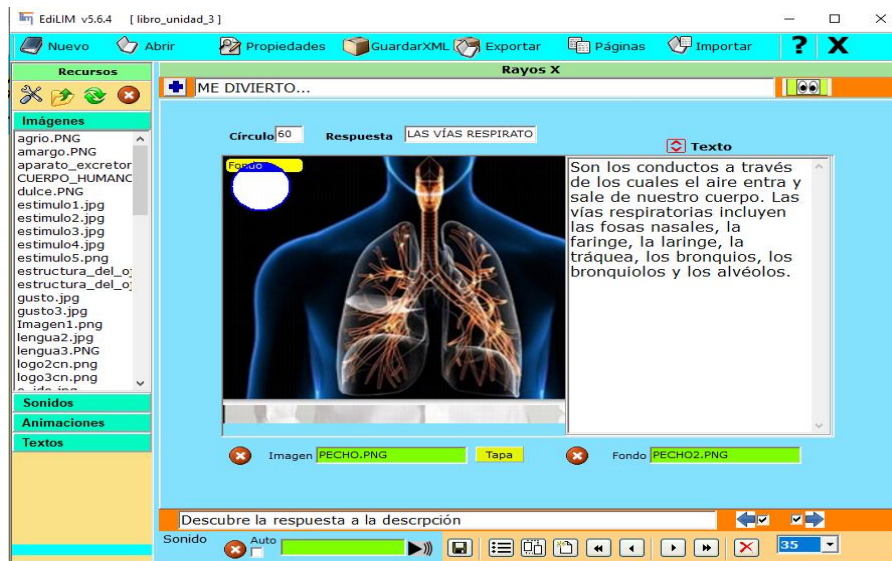 lim EdiLIM v5.6.4 [ libro_unidad_3 ]
Nuevo Abrir Propiedades GuardarXML Exportar Páginas Importar ? X
Recursos
Rayos X
ME DIVIERTO...
Imágenes
agrio.PNG
amargo.PNG
aparato_excretor
CUERPO_HUMANO
dulce.PNG
estimulo1.jpg
estimulo2.jpg
estimulo3.jpg
estimulo4.jpg
estimulo5.png
estructura_del_oj
estructura_del_oj
gusto.jpg
gusto3.jpg
Imagen1.png
lengua2.jpg
lengua3.PNG
logo2cn.png
logo3cn.png
Sonidos
Animaciones
Textos
Círculo 60 Respuesta LAS VÍAS RESPIRATO
Texto
Fondo
Son los conductos a través
de los cuales el aire entra y
sale de nuestro cuerpo. Las
vías respiratorias incluyen
las fosas nasales, la
faringe, la laringe, la
tráquea, los bronquios, los
bronquiolos y los alvéolos.
Imagen PECHO.PNG Tapa Fondo PECHO2.PNG
Descubre la respuesta a la descrpción
Sonido Auto 35